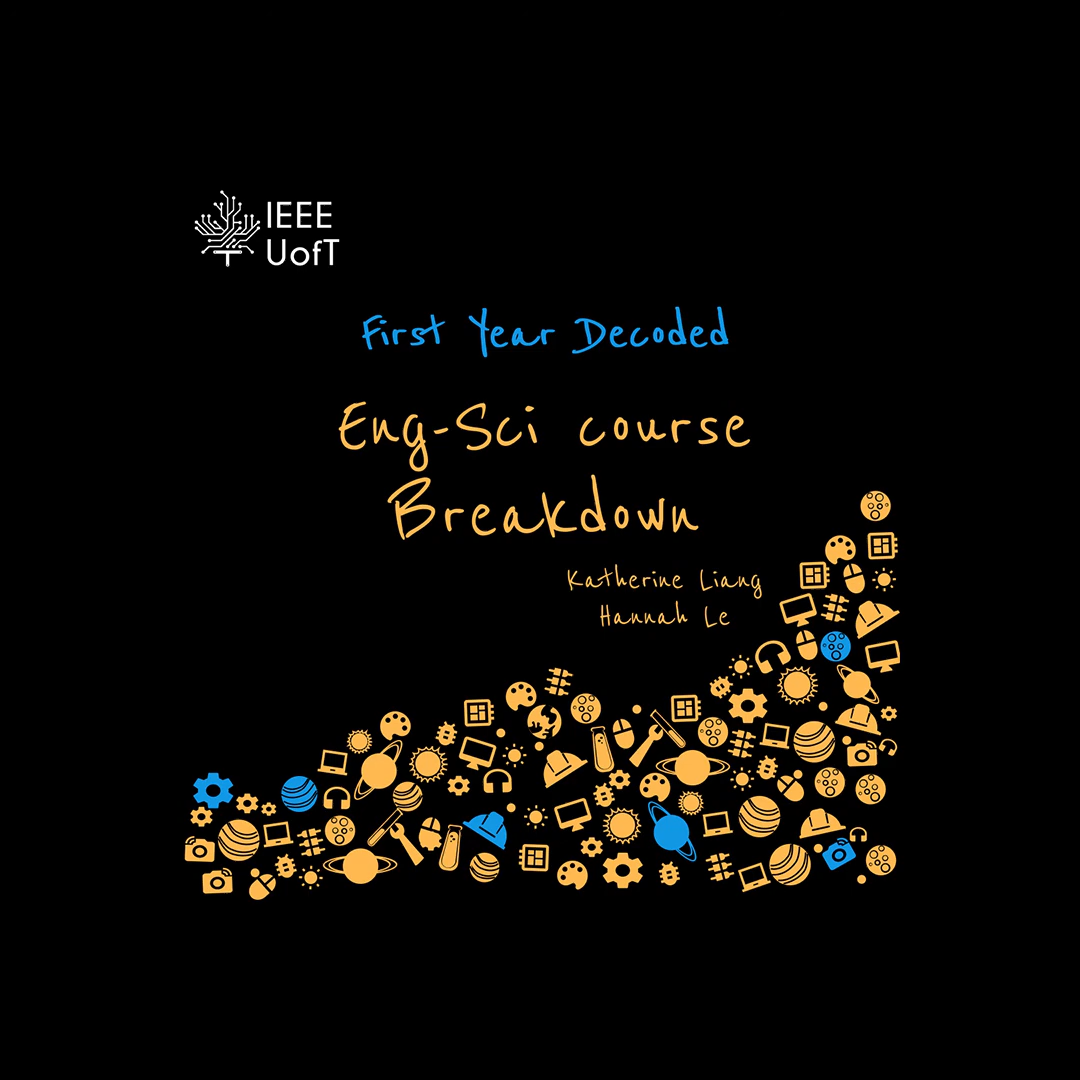 IEEE
UofT
First Year Decoded
Eng-Sci course
Breakdown
Katherine Liang
Hannah Le